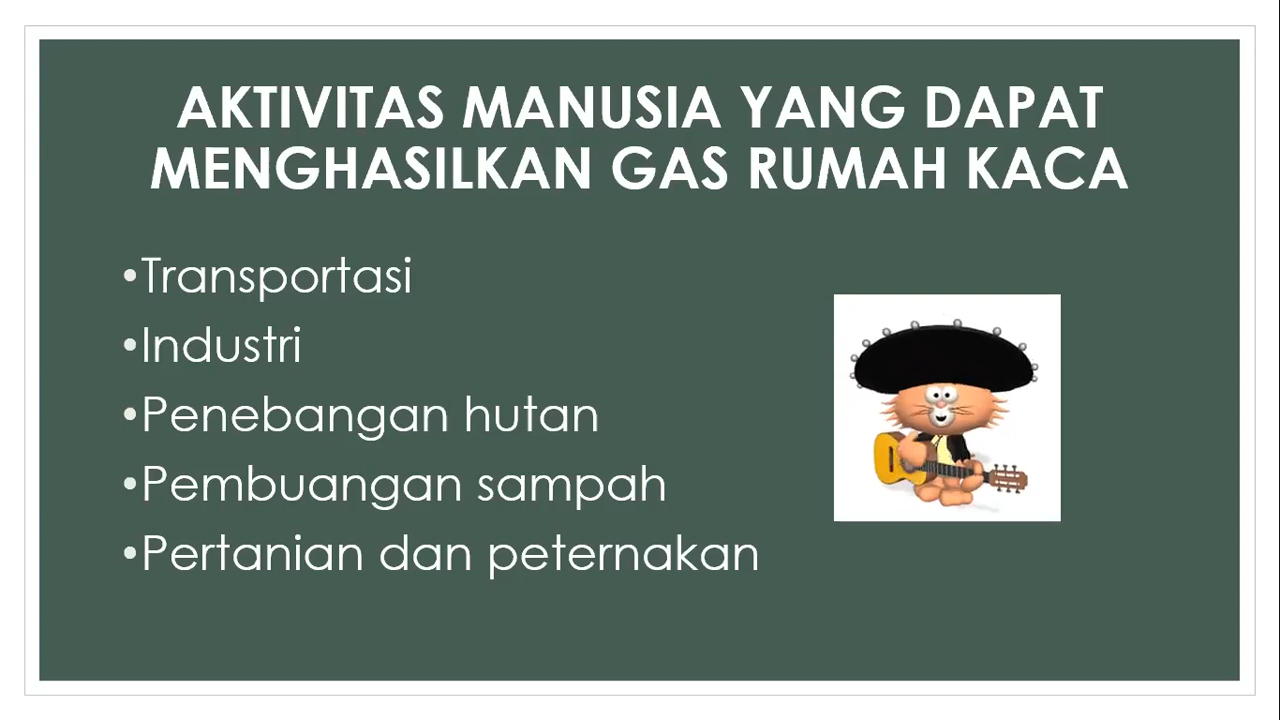 AKTIVITAS MANUSIA YANG DAPAT
MENGHASILKAN GAS RUMAH KACA
•Transportasi
•Industri
•Penebangan hutan
•Pembuangan sampah
•Pertanian dan peternakan